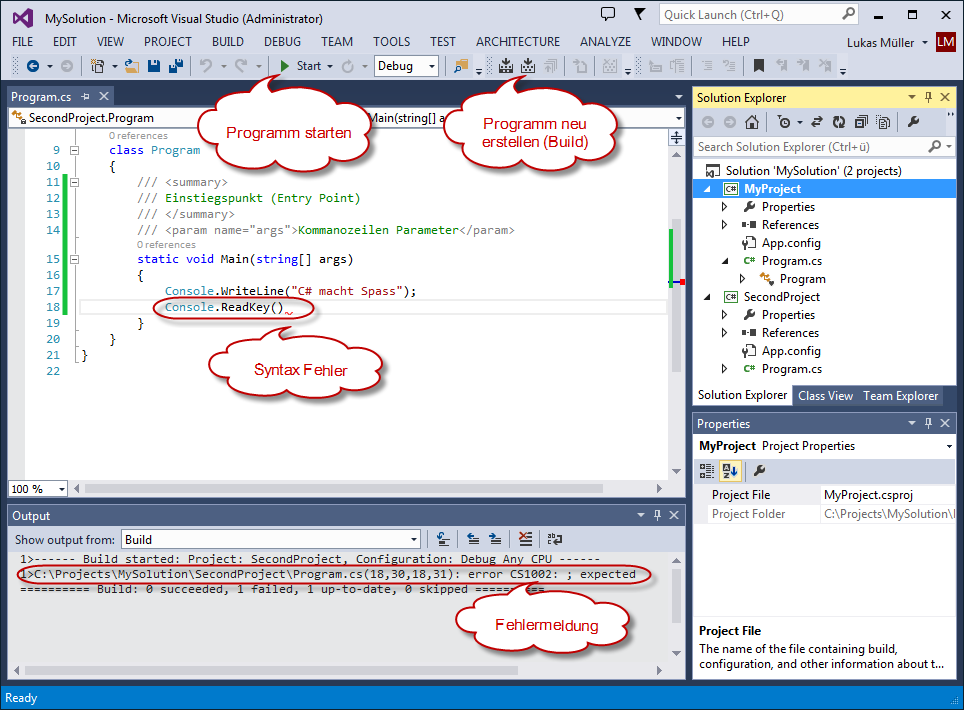 MySolution - Microsoft Visual Studio (Administrator)
Quick Launch (Ctrl+Q)
FILE EDIT VIEW PROJECT BUILD DEBUG TEAM TOOLS TEST ARCHITECTURE ANALYZE WINDOW HELP
Lukas Müller LM
Start Debug
Program.cs
SecondProject.Program
Main(string[] a
Programm starten
Programm neu
erstellen (Build)
0 references
9 class Program
10 {
11 /// <summary>
12 /// Einstiegspunkt (Entry Point)
13 /// </summary>
14 /// <param name="args">Kommanozeilen Parameter</param>
0 references
15 static void Main(string[] args)
16 {
17 Console.WriteLine("C# macht Spass");
18 Console.ReadKey()
19 }
20 }
21 }
22
Syntax Fehler
100 %
Output
Show output from: Build
1>------ Build started: Project: SecondProject, Configuration: Debug Any CPU ------
1>C:\Projects\MySolution\SecondProject\Program.cs(18,30,18,31): error CS1002: ; expected
========== Build: 0 succeeded, 1 failed, 1 up-to-date, 0 skipped ==========
Fehlermeldung
Solution Explorer
Search Solution Explorer (Ctrl+ü)
Solution 'MySolution' (2 projects)
C# MyProject
Properties
References
App.config
C# Program.cs
Program
C# SecondProject
Properties
References
App.config
C# Program.cs
Solution Explorer Class View Team Explorer
Properties
MyProject Project Properties
Project File MyProject.csproj
Project Folder C:\Projects\MySolution\
Project File
The name of the file containing build,
configuration, and other information about t...
Ready